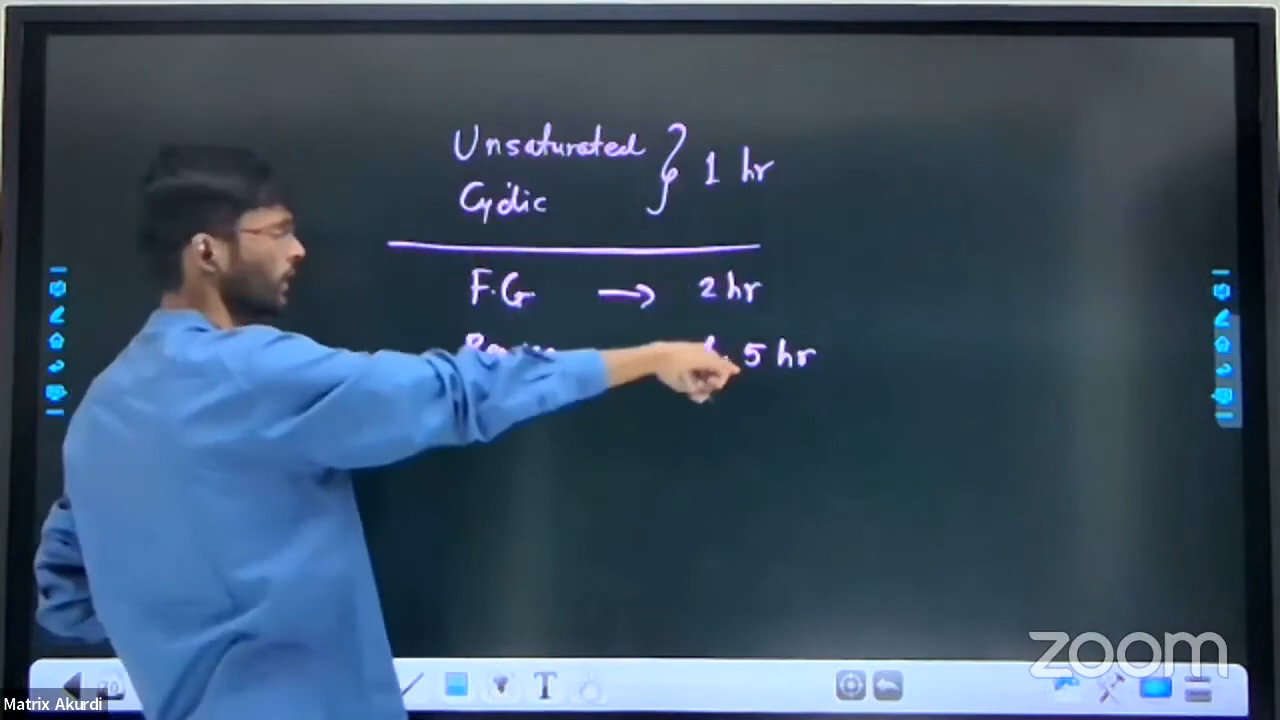 Unsaturated } 1 hr
Cyclic
F.G → 2 hr
5 hr
zoom
T
Matrix Akurdi